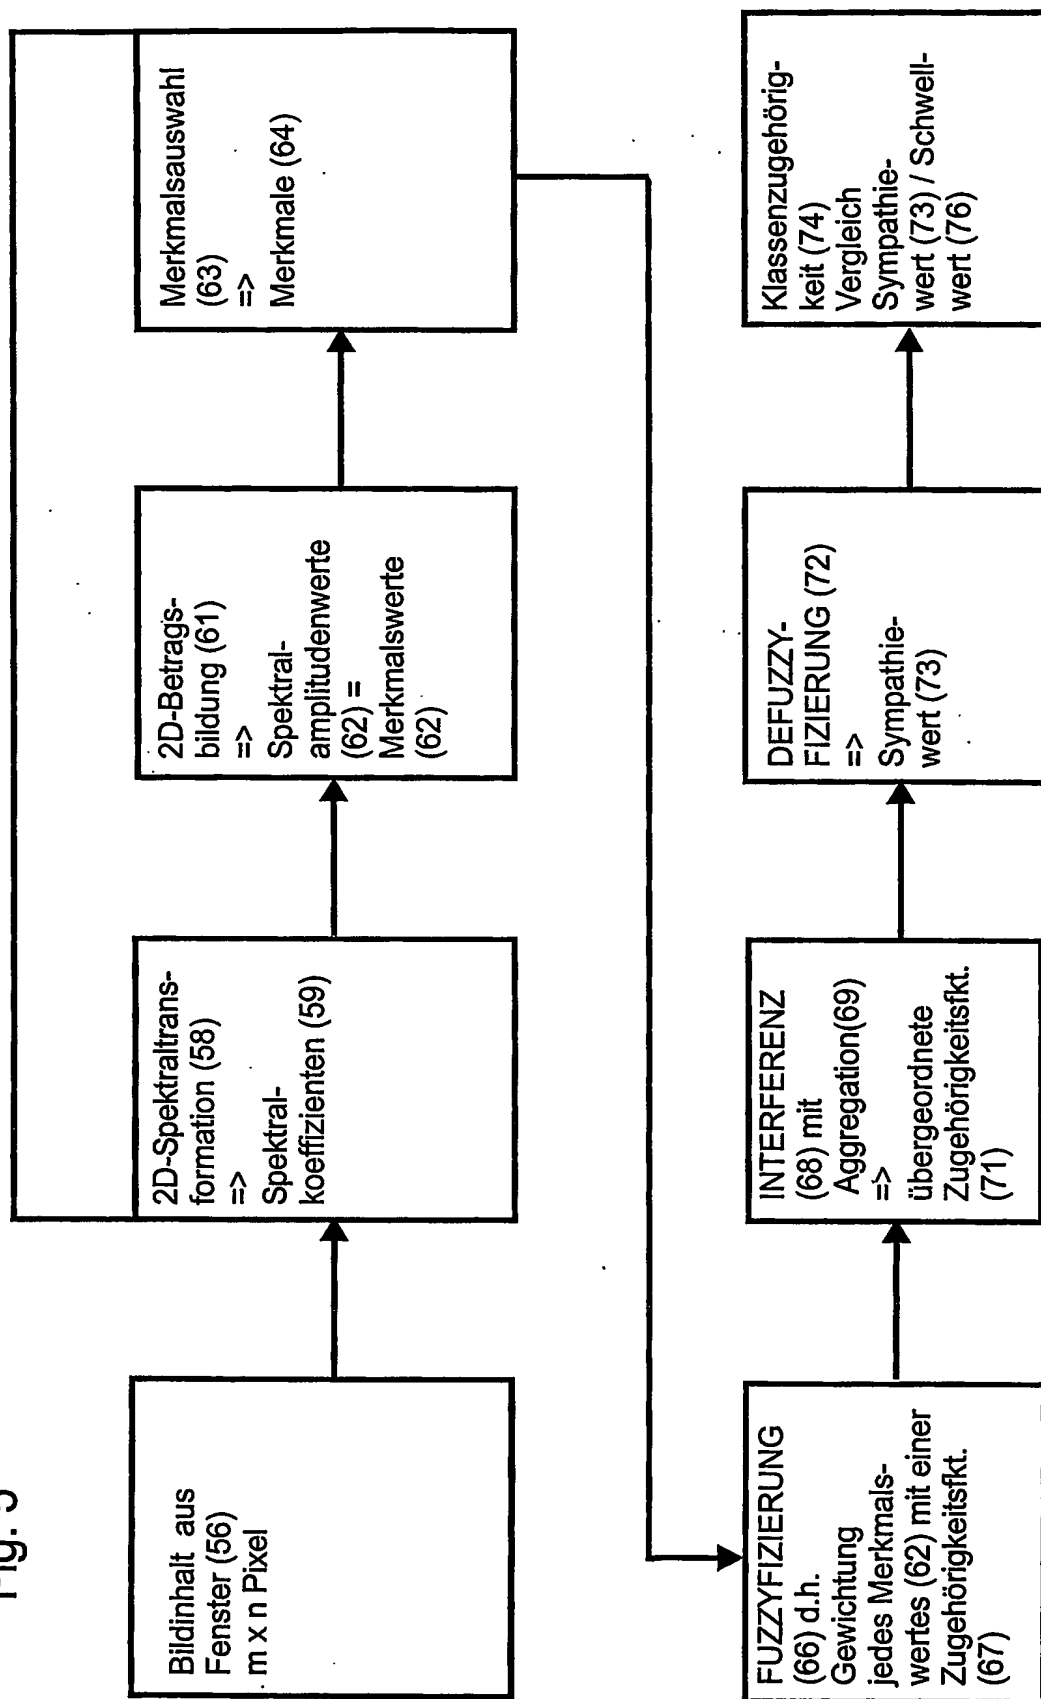 Fig. 5
Bildinhalt aus
Fenster (56)
m x n Pixel
2D-Spektraltrans-
formation (58)
=>
Spektral-
koeffizienten (59)
2D-Betrags-
bildung (61)
=>
Spektral-
amplitudenwerte
(62) =
Merkmalswerte
(62)
Merkmalsauswahl
(63)
=>
Merkmale (64)
FUZZYFIZIERUNG
(66) d.h.
Gewichtung
jedes Merkmals-
wertes (62) mit einer
Zugehörigkeitsfkt.
(67)
INTERFERENZ
(68) mit
Aggregation(69)
=>
übergeordnete
Zugehörigkeitsfkt.
(71)
DEFUZZY-
FIZIERUNG (72)
=>
Sympathie-
wert (73)
Klassenzugehörig-
keit (74)
Vergleich
Sympathie-
wert (73) / Schwell-
wert (76)